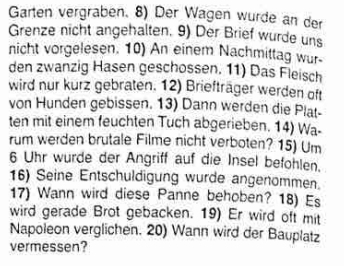 Garten vergraben. 8) Der Wagen wurde an der
Grenze nicht angehalten. 9) Der Brief wurde uns
nicht vorgelesen. 10) An einem Nachmittag wur-
den zwanzig Hasen geschossen. 11) Das Fleisch
wird nur kurz gebraten. 12) Briefträger werden oft
von Hunden gebissen. 13) Dann werden die Plat-
ten mit einem feuchten Tuch abgerieben. 14) Wa-
rum werden brutale Filme nicht verboten? 15) Um
6 Uhr wurde der Angriff auf die Insel befohlen.
16) Seine Entschuldigung wurde angenommen.
17) Wann wird diese Panne behoben? 18) Es
wird gerade Brot gebacken. 19) Er wird oft mit
Napoleon verglichen. 20) Wann wird der Bauplatz
vermessen?